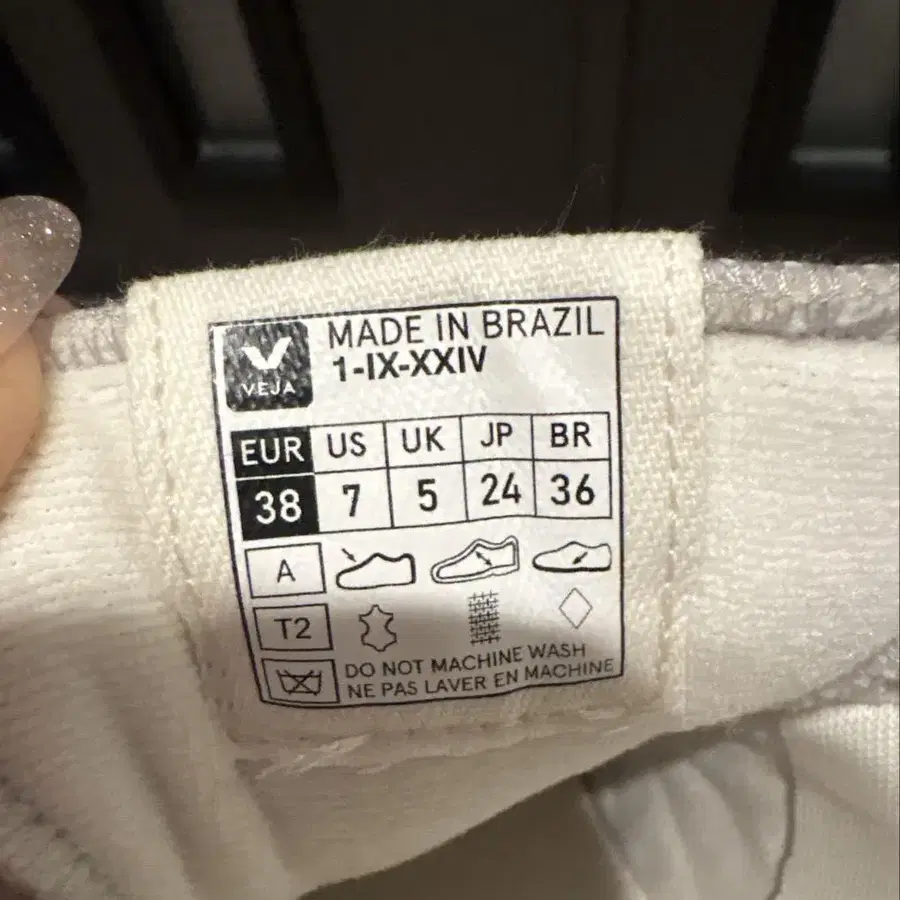 VEJA
MADE IN BRAZIL
1-IX-XXIV
EUR US UK JP BR
38 7 5 24 36
A
T2
DO NOT MACHINE WASH
NE PAS LAVER EN MACHINE